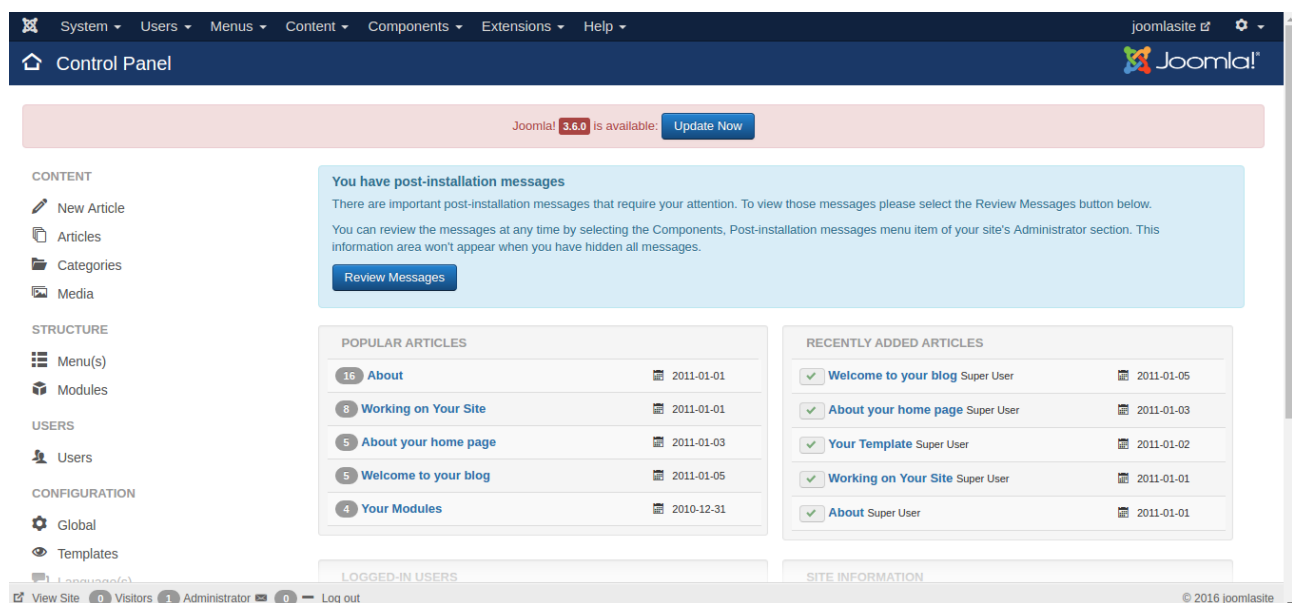 System Users Menus Content Components Extensions Help joomlasite
Control Panel Joomla!
Joomla! 3.6.0 is available: Update Now
CONTENT
New Article
Articles
Categories
Media
STRUCTURE
Menu(s)
Modules
USERS
Users
CONFIGURATION
Global
Templates
Language(s)
You have post-installation messages
There are important post-installation messages that require your attention. To view those messages please select the Review Messages button below.
You can review the messages at any time by selecting the Components, Post-installation messages menu item of your site's Administrator section. This
information area won't appear when you have hidden all messages.
Review Messages
POPULAR ARTICLES
16 About 2011-01-01
8 Working on Your Site 2011-01-01
5 About your home page 2011-01-03
5 Welcome to your blog 2011-01-05
4 Your Modules 2010-12-31
RECENTLY ADDED ARTICLES
Welcome to your blog Super User 2011-01-05
About your home page Super User 2011-01-03
Your Template Super User 2011-01-02
Working on Your Site Super User 2011-01-01
About Super User 2011-01-01
LOGGED-IN USERS
SITE INFORMATION
View Site 0 Visitors 1 Administrator 0 Log out © 2016 joomlasite